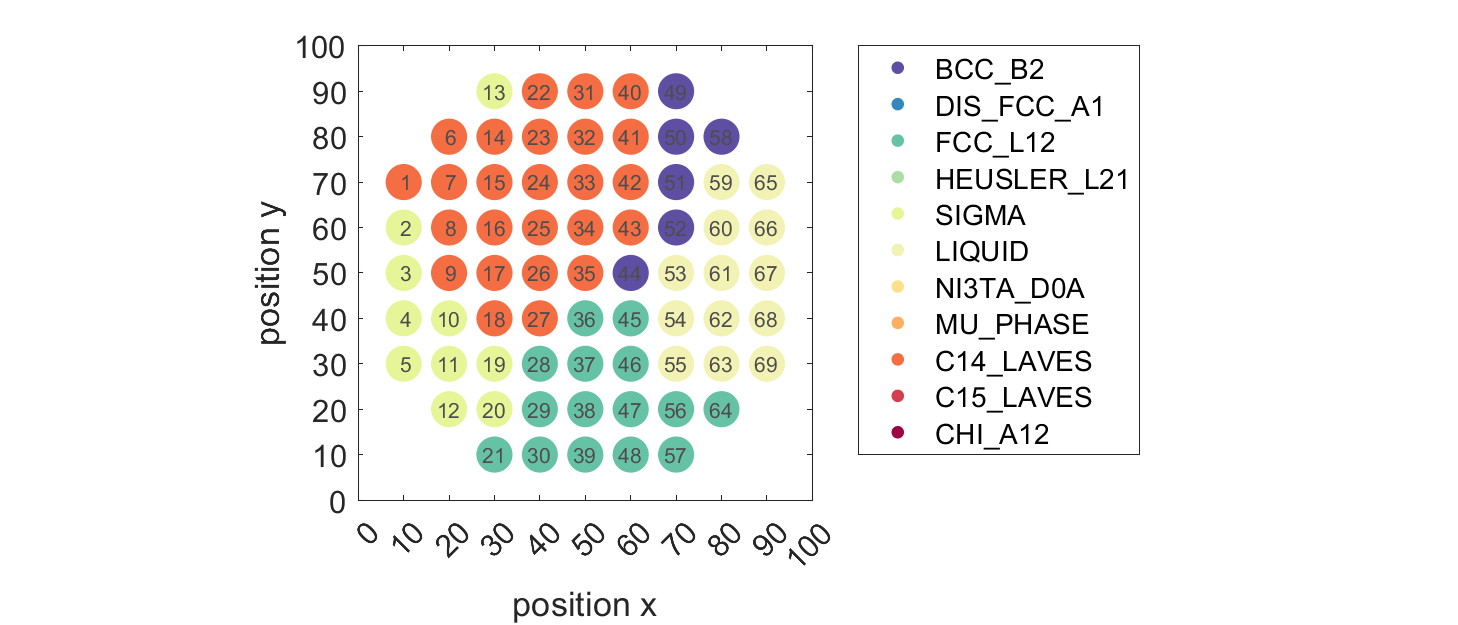 100
90 13 22 31 40 49
80 6 14 23 32 41 50 58
70 1 7 15 24 33 42 51 59 65
60 2 8 16 25 34 43 52 60 66
50 3 9 17 26 35 44 53 61 67
40 4 10 18 27 36 45 54 62 68
30 5 11 19 28 37 46 55 63 69
20 12 20 29 38 47 56 64
10 21 30 39 48 57
0
0 10 20 30 40 50 60 70 80 90 100
position x
position y
BCC_B2
DIS_FCC_A1
FCC_L12
HEUSLER_L21
SIGMA
LIQUID
NI3TA_D0A
MU_PHASE
C14_LAVES
C15_LAVES
CHI_A12